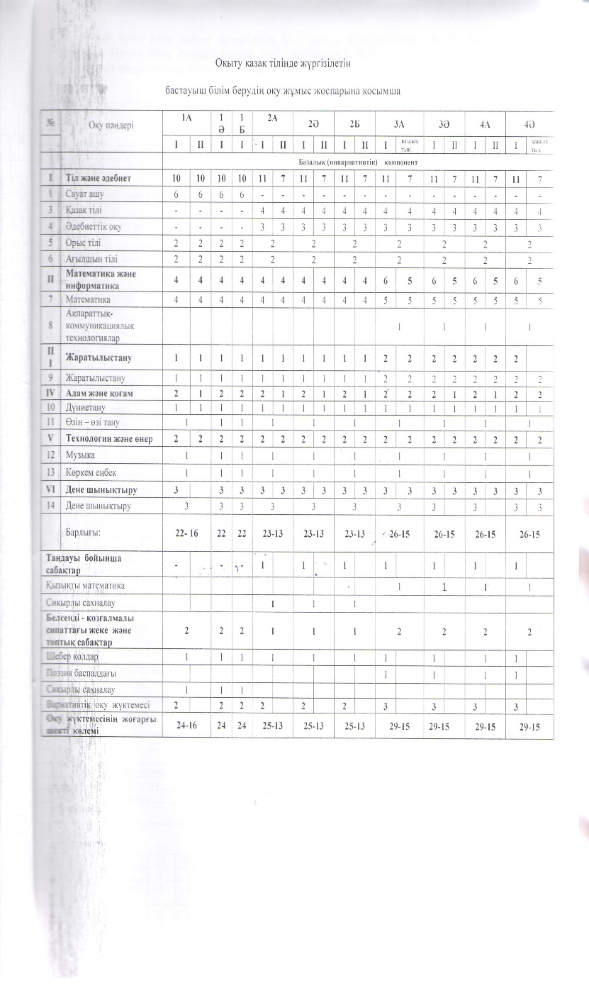 Оқыту қазақ тілінде жүргізілетін
бастауыш білім берудің оқу жұмыс жоспарына қосымша
№ Оқу пәндері 1А 1Ә 1Б 2А 2Ә 2Б 3А 3Ә 4А 4Ә
I II I I I II I II I II I қашықтық I II I II I қашықтық
Базалық (инвариативтік) компонент
I Тіл және әдебиет 10 10 10 10 11 7 11 7 11 7 11 7 11 7 11 7 11 7
1 Сауат ашу 6 6 6 6 - - - - - - - - - - - - - -
3 Қазақ тілі - - - - 4 4 4 4 4 4 4 4 4 4 4 4 4 4
4 Әдебиеттік оқу - - - - 3 3 3 3 3 3 3 3 3 3 3 3 3 3
5 Орыс тілі 2 2 2 2 2 2 2 2 2 2 2
6 Ағылшын тілі 2 2 2 2 2 2 2 2 2 2 2
II Математика және
информатика 4 4 4 4 4 4 4 4 4 4 6 5 6 5 6 5 6 5
7 Математика 4 4 4 4 4 4 4 4 4 4 5 5 5 5 5 5 5 5
8 Ақпараттық-
коммуникациялык
технологиялар 1 1 1 1
III Жаратылыстану 1 1 1 1 1 1 1 1 1 1 2 2 2 2 2 2 2
9 Жаратылыстану 1 1 1 1 1 1 1 1 1 1 2 2 2 2 2 2 2 2
IV Адам және қоғам 2 1 2 2 2 1 2 1 2 1 2 2 2 1 2 1 2 2
10 Дүниетану 1 1 1 1 1 1 1 1 1 1 1 1 1 1 1 1 1 1
11 Өзін – өзі тану 1 1 1 1 1 1 1 1 1 1
V Технология және өнер 2 2 2 2 2 2 2 2 2 2 2 2 2 2 2 2 2 2
12 Музыка 1 1 1 1 1 1 1 1 1 1
13 Көркем еңбек 1 1 1 1 1 1 1 1 1 1
VI Дене шынықтыру 3 3 3 3 3 3 3 3 3 3 3 3 3 3 3 3 3
14 Дене шынықтыру 3 3 3 3 3 3 3 3 3 3 3
Барлығы: 22- 16 22 22 23-13 23-13 23-13 26-15 26-15 26-15 26-15
Таңдауы бойынша
сабақтар - - - 1 1 1 1 1 1 1
Қызықты математика 1 1 1 1
Сиқырлы сахналау 1 1 1
Белсенді - қозғалмалы
сипаттағы жеке және
топтық сабақтар 2 2 2 1 1 1 2 2 2 2
Шебер қолдар 1 1 1 1 1 1 1 1 1 1
Поэзия баспалдағы 1 1 1 1
Сиқырлы сахналау 1 1 1
Вариативтік оқу жүктемесі 2 2 2 2 2 2 3 3 3 3
Оқу жүктемесінің жоғарғы
шекті көлемі 24-16 24 24 25-13 25-13 25-13 29-15 29-15 29-15 29-15